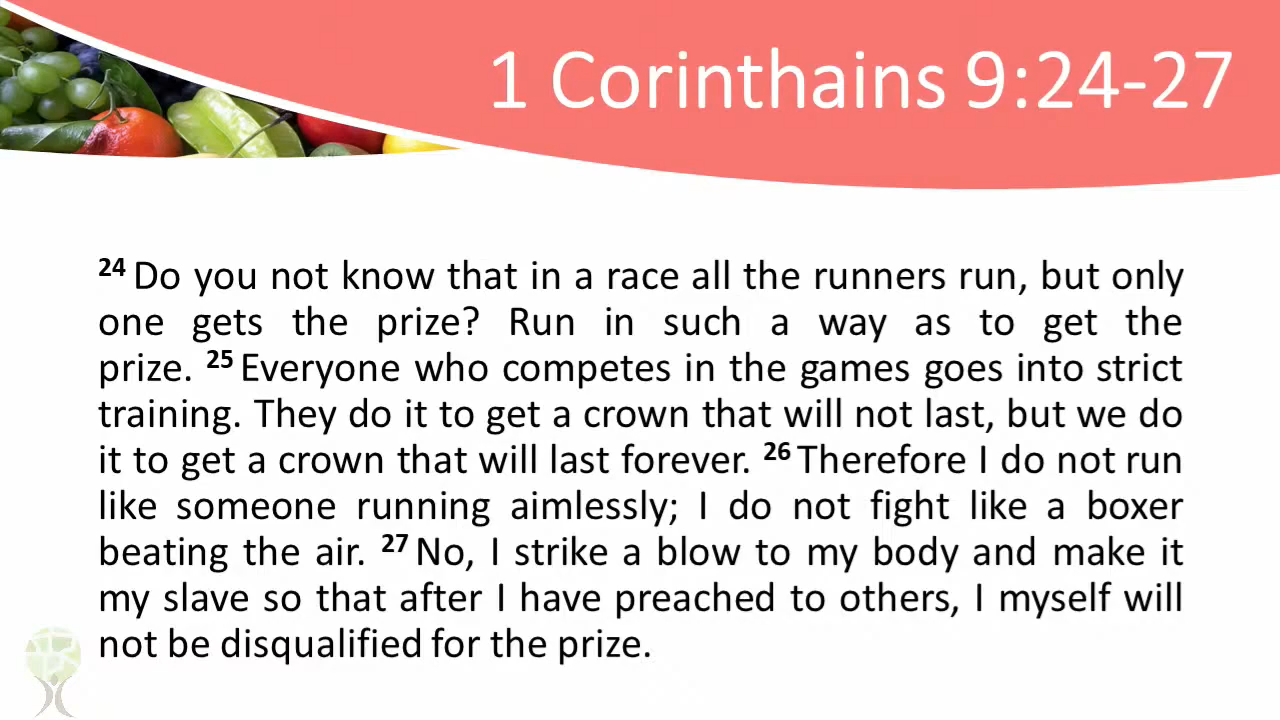 1 Corinthains 9:24-27
24 Do you not know that in a race all the runners run, but only
one gets the prize? Run in such a way as to get the
prize. 25 Everyone who competes in the games goes into strict
training. They do it to get a crown that will not last, but we do
it to get a crown that will last forever. 26 Therefore I do not run
like someone running aimlessly; I do not fight like a boxer
beating the air. 27 No, I strike a blow to my body and make it
my slave so that after I have preached to others, I myself will
not be disqualified for the prize.